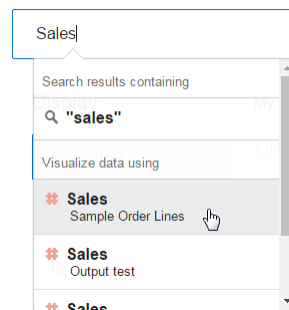 Sales
Search results containing
"sales"
Visualize data using
Sales
Sample Order Lines
Sales
Output test
Sales